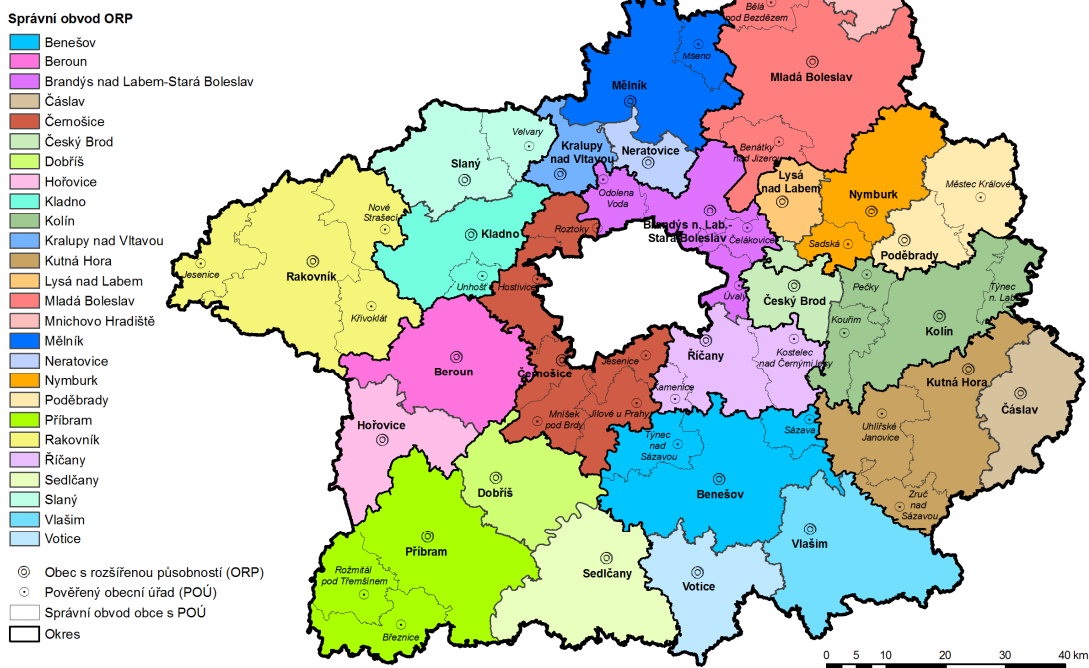 Správní obvod ORP
Benešov
Beroun
Brandýs nad Labem-Stará Boleslav
Čáslav
Černošice
Český Brod
Dobříš
Hořovice
Kladno
Kolín
Kralupy nad Vltavou
Kutná Hora
Lysá nad Labem
Mladá Boleslav
Mnichovo Hradiště
Mělník
Neratovice
Nymburk
Poděbrady
Příbram
Rakovník
Říčany
Sedlčany
Slaný
Vlašim
Votice
Obec s rozšířenou působností (ORP)
Pověřený obecní úřad (POÚ)
Správní obvod obce s POÚ
Okres
Bělá
pod Bezdězem
Mšeno
Mladá Boleslav
Mělník
Velvary
Kralupy
nad Vltavou
Neratovice
Benátky
nad Jizerou
Slaný
Lysá
nad Labem
Odolena
Voda
Nymburk
Městec Králové
Nové
Strašecí
Kladno
Roztoky
Brandýs n. Lab.-
Stará Boleslav
Čelákovice
Sadská
Poděbrady
Jesenice
Rakovník
Unhošť
Hostivice
Úvaly
Český Brod
Pečky
Týnec
n. Lab.
Křivoklát
Kouřim
Kolín
Beroun
Černošice
Jesenice
Říčany
Kostelec
nad Černými lesy
Kamenice
Kutná Hora
Čáslav
Hořovice
Mníšek
pod Brdy
Jílové u Prahy
Týnec
nad
Sázavou
Sázava
Uhlířské
Janovice
Dobříš
Benešov
Zruč
nad
Sázavou
Příbram
Vlašim
Sedlčany
Votice
Rožmitál
pod Třemšínem
Březnice
0 5 10 20 30 40 km